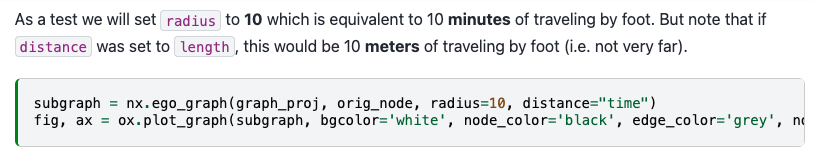 As a test we will set radius to 10 which is equivalent to 10 minutes of traveling by foot. But note that if
distance was set to length, this would be 10 meters of traveling by foot (i.e. not very far).
subgraph = nx.ego_graph(graph_proj, orig_node, radius=10, distance="time")
fig, ax = ox.plot_graph(subgraph, bgcolor='white', node_color='black', edge_color='grey',